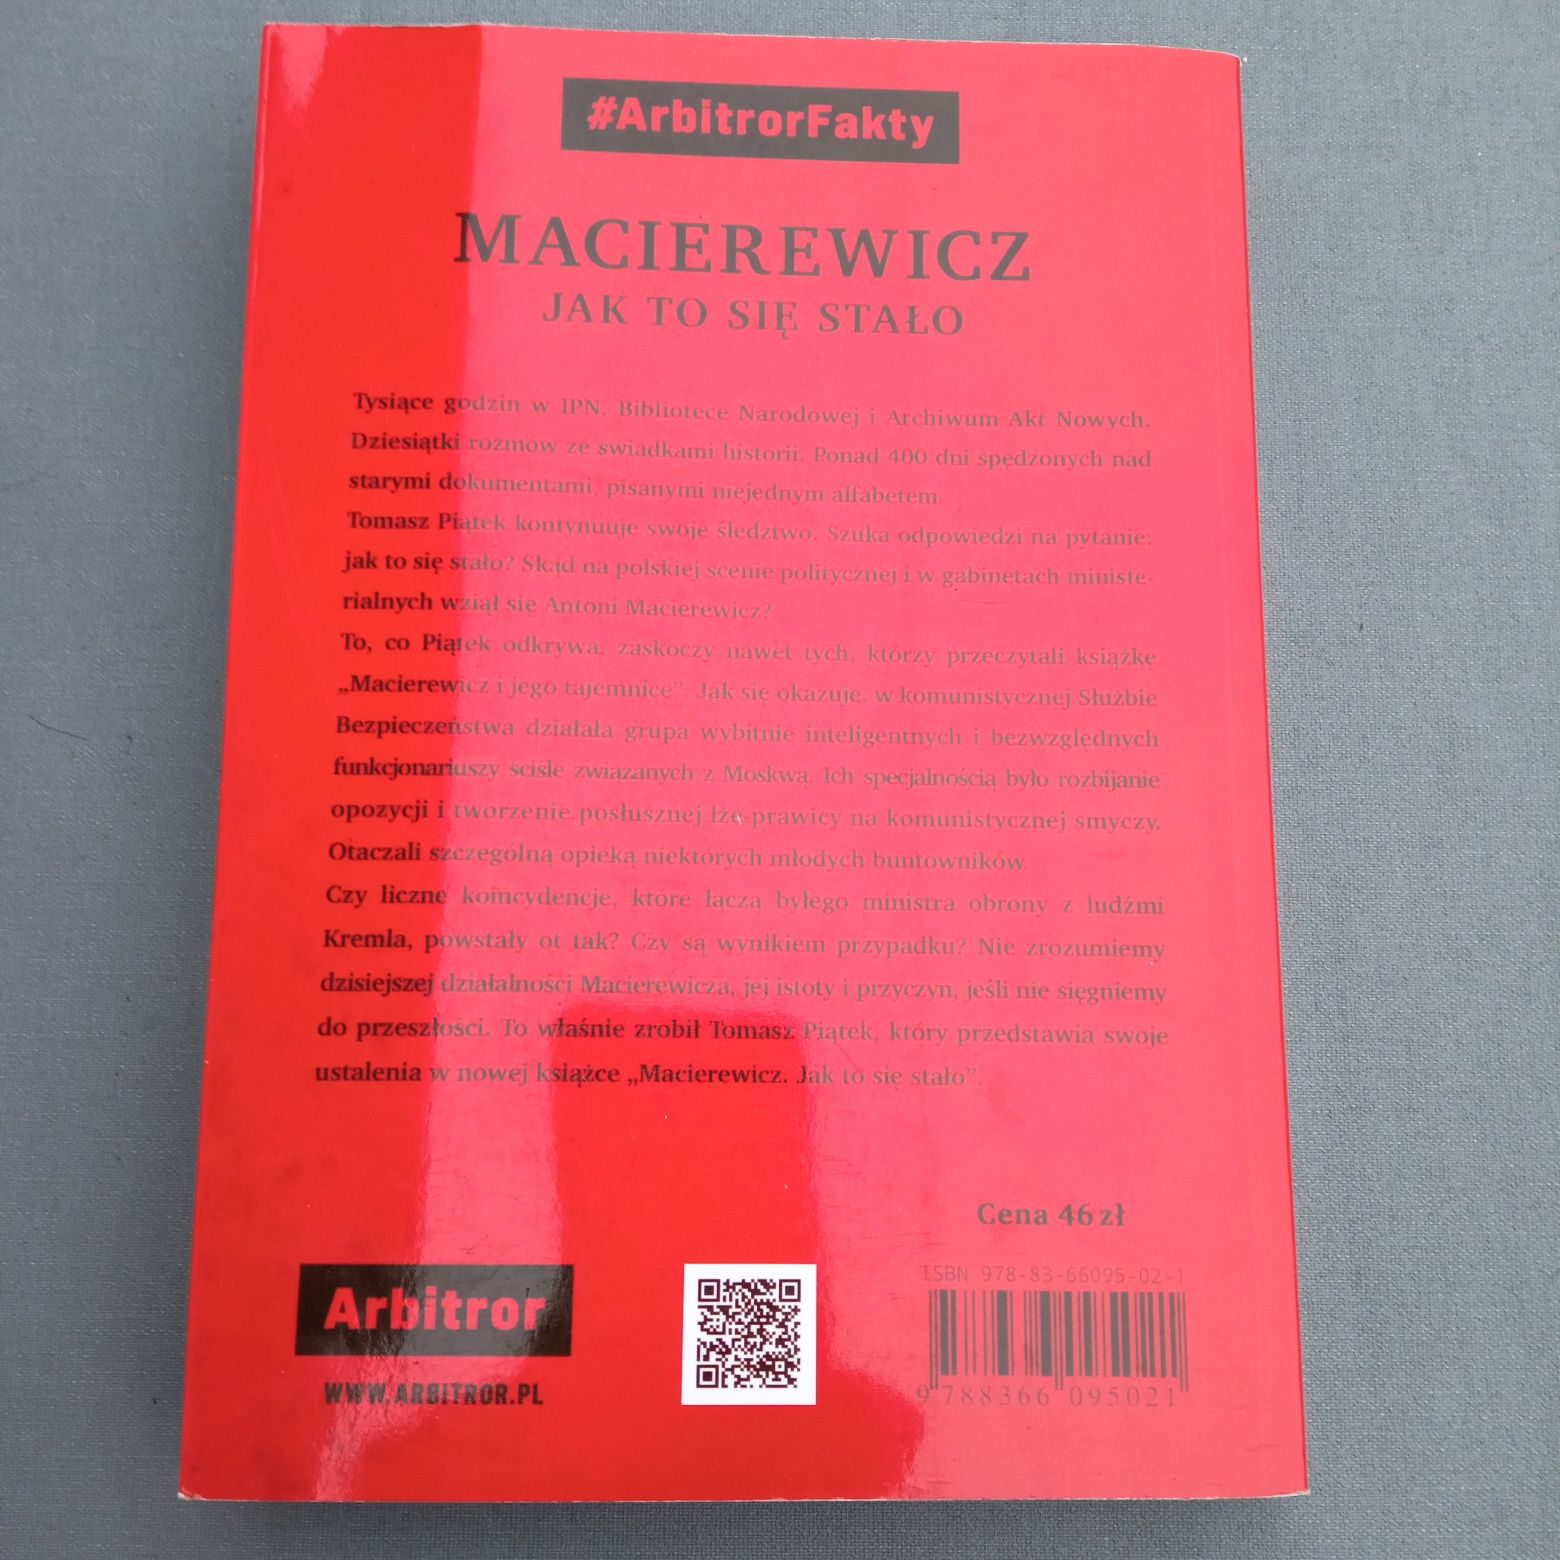 #ArbitrorFakty
MACIEREWICZ
JAK TO SIĘ STAŁO
Tysiące godzin w IPN, Bibliotece Narodowej i Archiwum Akt Nowych.
Dziesiątki rozmów ze świadkami historii. Ponad 400 dni spędzonych nad
starymi dokumentami, pisanymi niejednym alfabetem.
Tomasz Piątek kontynuuje swoje śledztwo. Szuka odpowiedzi na pytanie:
jak to się stało? Skąd na polskiej scenie politycznej i w gabinetach ministe-
rialnych wziął się Antoni Macierewicz?
To, co Piątek odkrywa, zaskoczy nawet tych, którzy przeczytali książkę
„Macierewicz i jego tajemnice”. Jak się okazuje, w komunistycznej Służbie
Bezpieczeństwa działała grupa wybitnie inteligentnych i bezwzględnych
funkcjonariuszy ściśle związanych z Moskwą. Ich specjalnością było rozbijanie
opozycji i tworzenie posłusznej łże-prawicy na komunistycznej smyczy.
Otaczali szczególną opieką niektórych młodych buntowników.
Czy liczne koincydencje, które łączą byłego ministra obrony z ludźmi
Kremla, powstały ot tak? Czy są wynikiem przypadku? Nie zrozumiemy
dzisiejszej działalności Macierewicza, jej istoty i przyczyn, jeśli nie sięgniemy
do przeszłości. To właśnie zrobił Tomasz Piątek, który przedstawia swoje
ustalenia w nowej książce „Macierewicz. Jak to się stało”.
Cena 46 zł
ISBN 978-83-66095-02-1
9 788366 095021
Arbitror
WWW.ARBITROR.PL